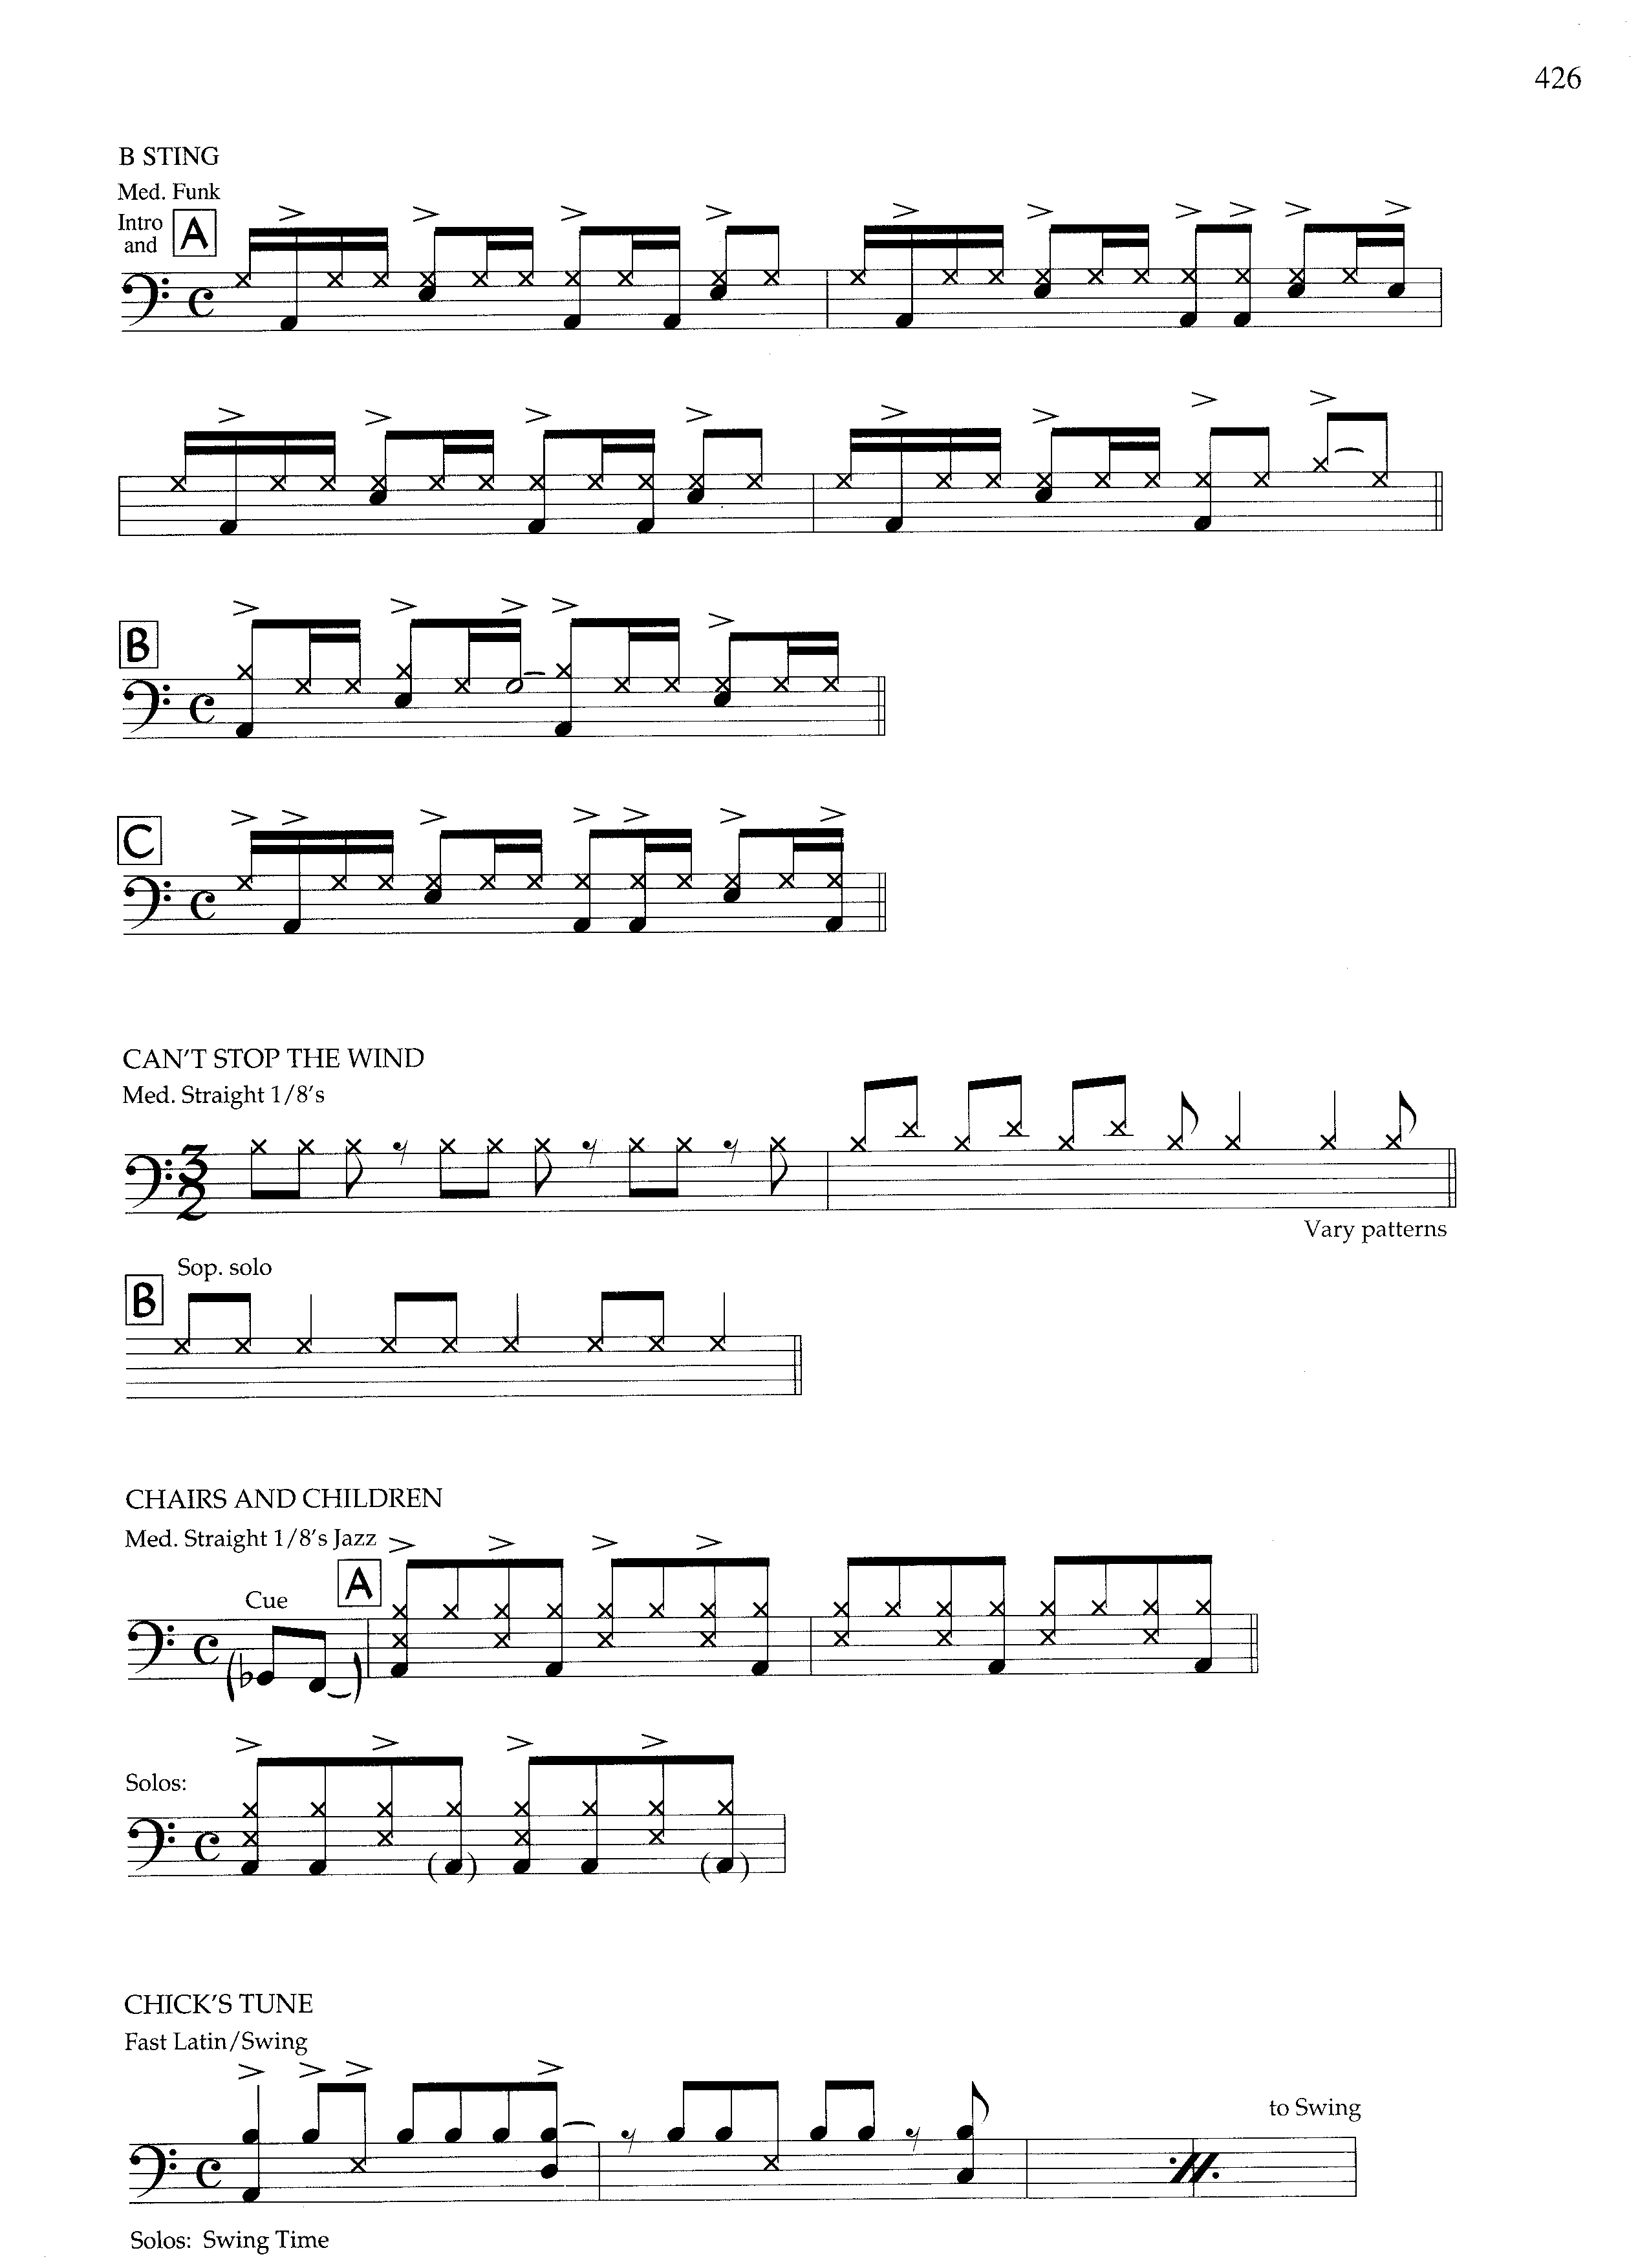 426
B STING
Med. Funk
Intro
and A
B
C
CAN'T STOP THE WIND
Med. Straight 1/8's
3
2
Vary patterns
Sop. solo
B
CHAIRS AND CHILDREN
Med. Straight 1/8's Jazz
A
Cue
Solos:
CHICK'S TUNE
Fast Latin/Swing
to Swing
Solos: Swing Time